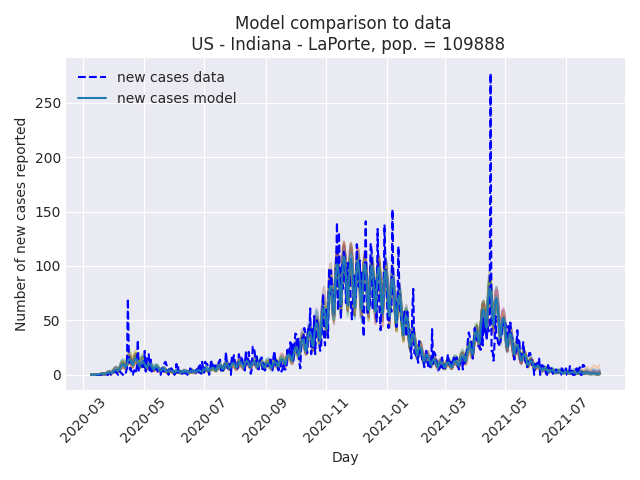 Model comparison to data
US - Indiana - LaPorte, pop. = 109888
new cases data
new cases model
Number of new cases reported
250
200
150
100
50
0
2020-03
2020-05
2020-07
2020-09
2020-11
2021-01
2021-03
2021-05
2021-07
Day